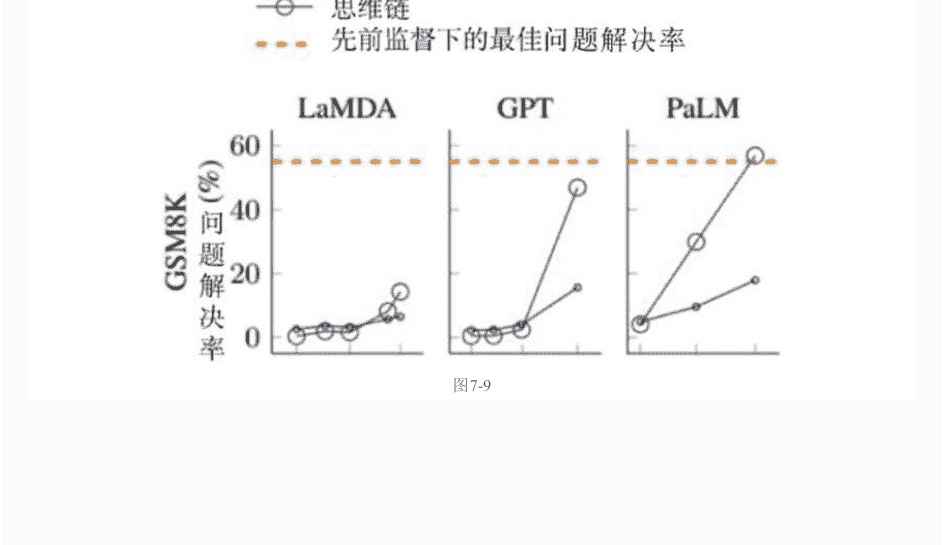 思维链
先前监督下的最佳问题解决率
LaMDA
GPT
PaLM
GSM8K
问题解决率(%)
60
40
20
0
图7-9